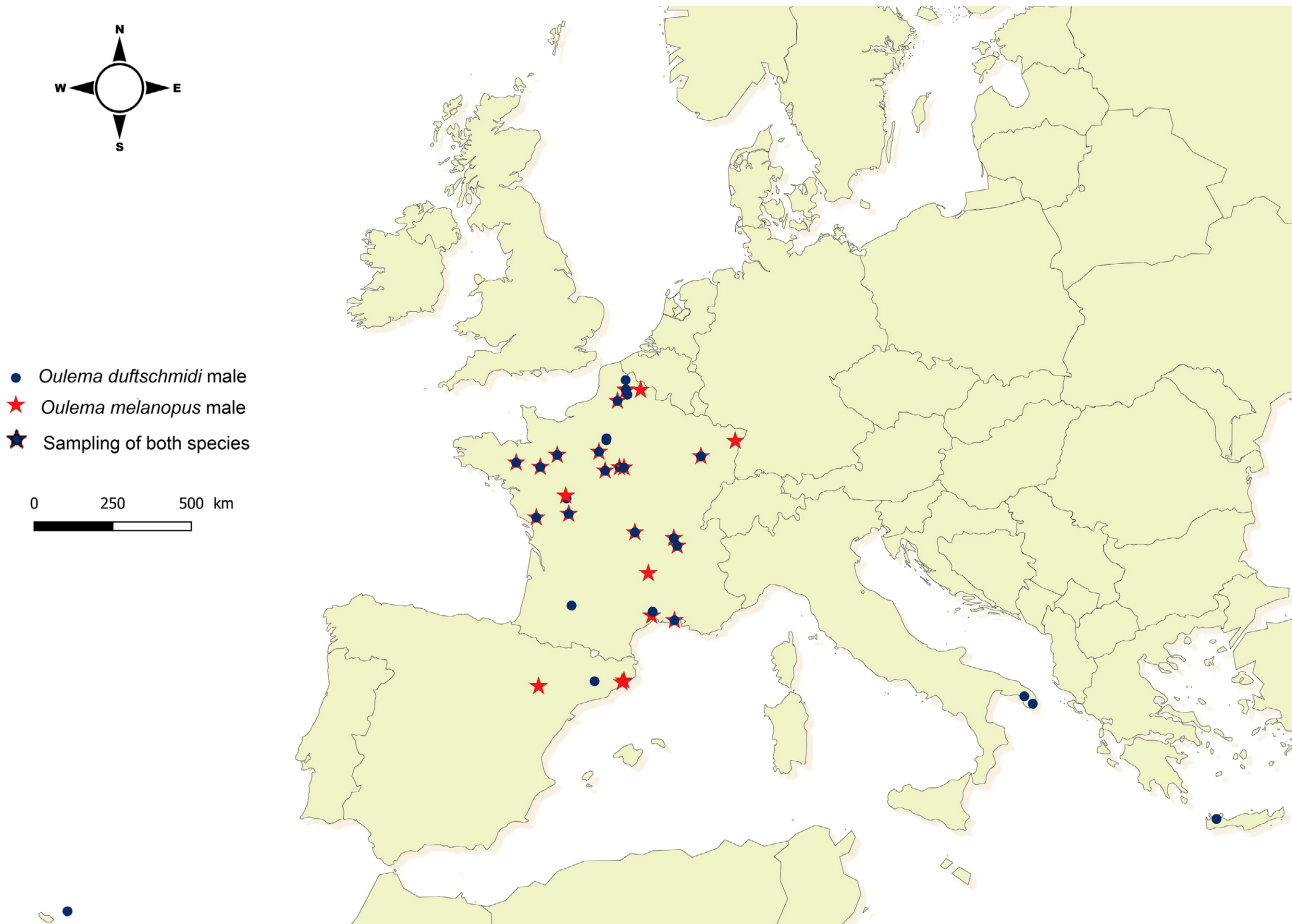 N
W E
S
Oulema duftschmidi male
Oulema melanopus male
Sampling of both species
0 250 500 km